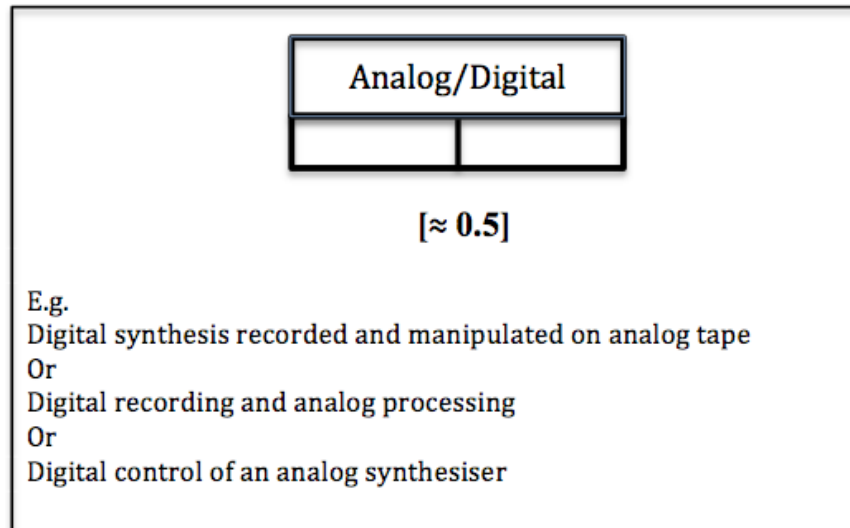 Analog/Digital
[≈ 0.5]
E.g.
Digital synthesis recorded and manipulated on analog tape
Or
Digital recording and analog processing
Or
Digital control of an analog synthesiser